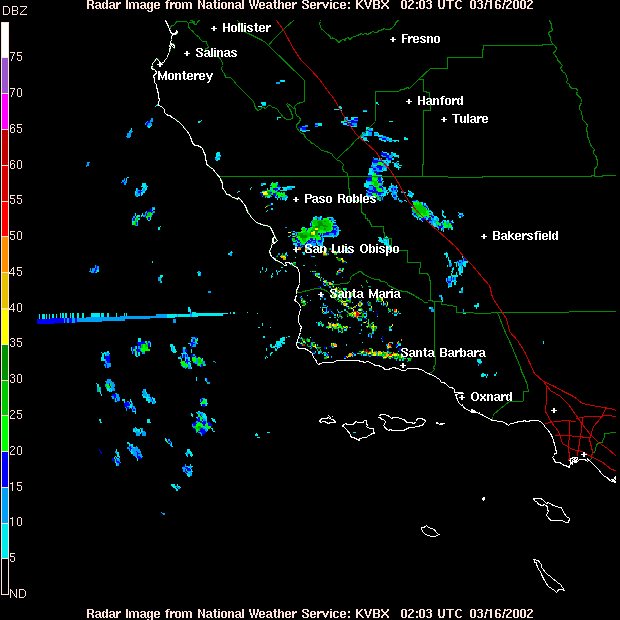 Radar Image from National Weather Service: KVBX 02:03 UTC 03/16/2002
DBZ
Hollister
Fresno
Salinas
75
Monterey
70
Hanford
Tulare
65
60
Paso Robles
55
50
Bakersfield
San Luis Obispo
45
Santa Maria
40
35
Santa Barbara
30
Oxnard
25
20
15
10
5
ND
Radar Image from National Weather Service: KVBX 02:03 UTC 03/16/2002